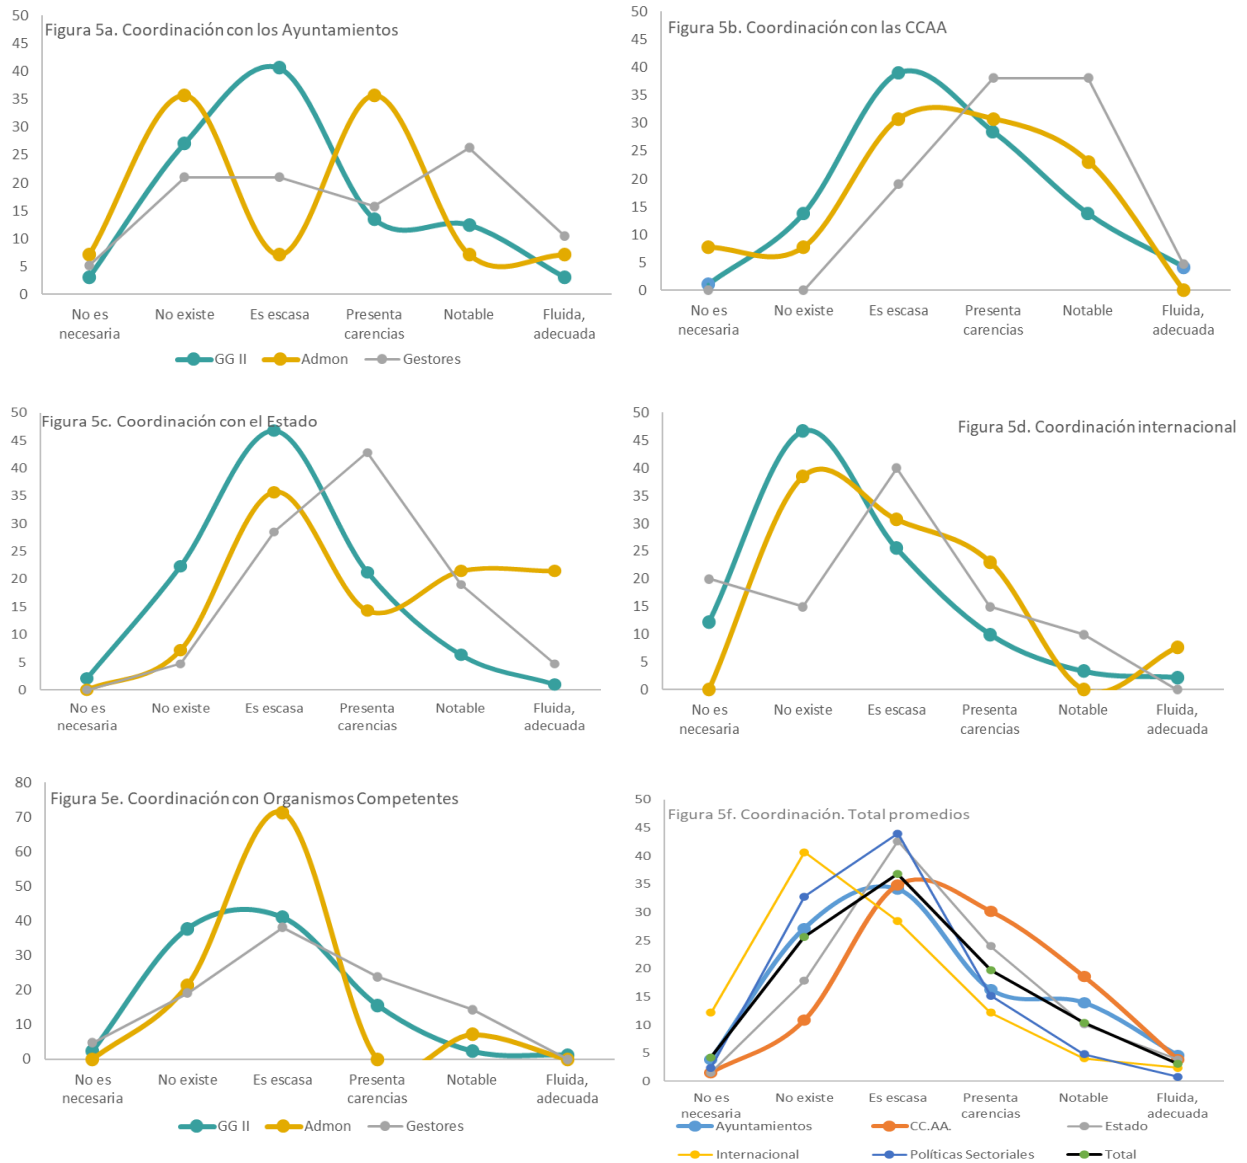 Figura 5a. Coordinación con los Ayuntamientos
50
45
40
35
30
25
20
15
10
5
0
No es necesaria
No existe
Es escasa
Presenta carencias
Notable
Fluida, adecuada
GG II
Admon
Gestores
Figura 5b. Coordinación con las CCAA
50
45
40
35
30
25
20
15
10
5
0
No es necesaria
No existe
Es escasa
Presenta carencias
Notable
Fluida, adecuada
Figura 5c. Coordinación con el Estado
50
45
40
35
30
25
20
15
10
5
0
No es necesaria
No existe
Es escasa
Presenta carencias
Notable
Fluida, adecuada
Figura 5d. Coordinación internacional
50
45
40
35
30
25
20
15
10
5
0
No es necesaria
No existe
Es escasa
Presenta carencias
Notable
Fluida, adecuada
Figura 5e. Coordinación con Organismos Competentes
80
70
60
50
40
30
20
10
0
No es necesaria
No existe
Es escasa
Presenta carencias
Notable
Fluida, adecuada
GG II
Admon
Gestores
Figura 5f. Coordinación. Total promedios
50
45
40
35
30
25
20
15
10
5
0
No es necesaria
No existe
Es escasa
Presenta carencias
Notable
Fluida, adecuada
Ayuntamientos
CC.AA.
Estado
Internacional
Políticas Sectoriales
Total